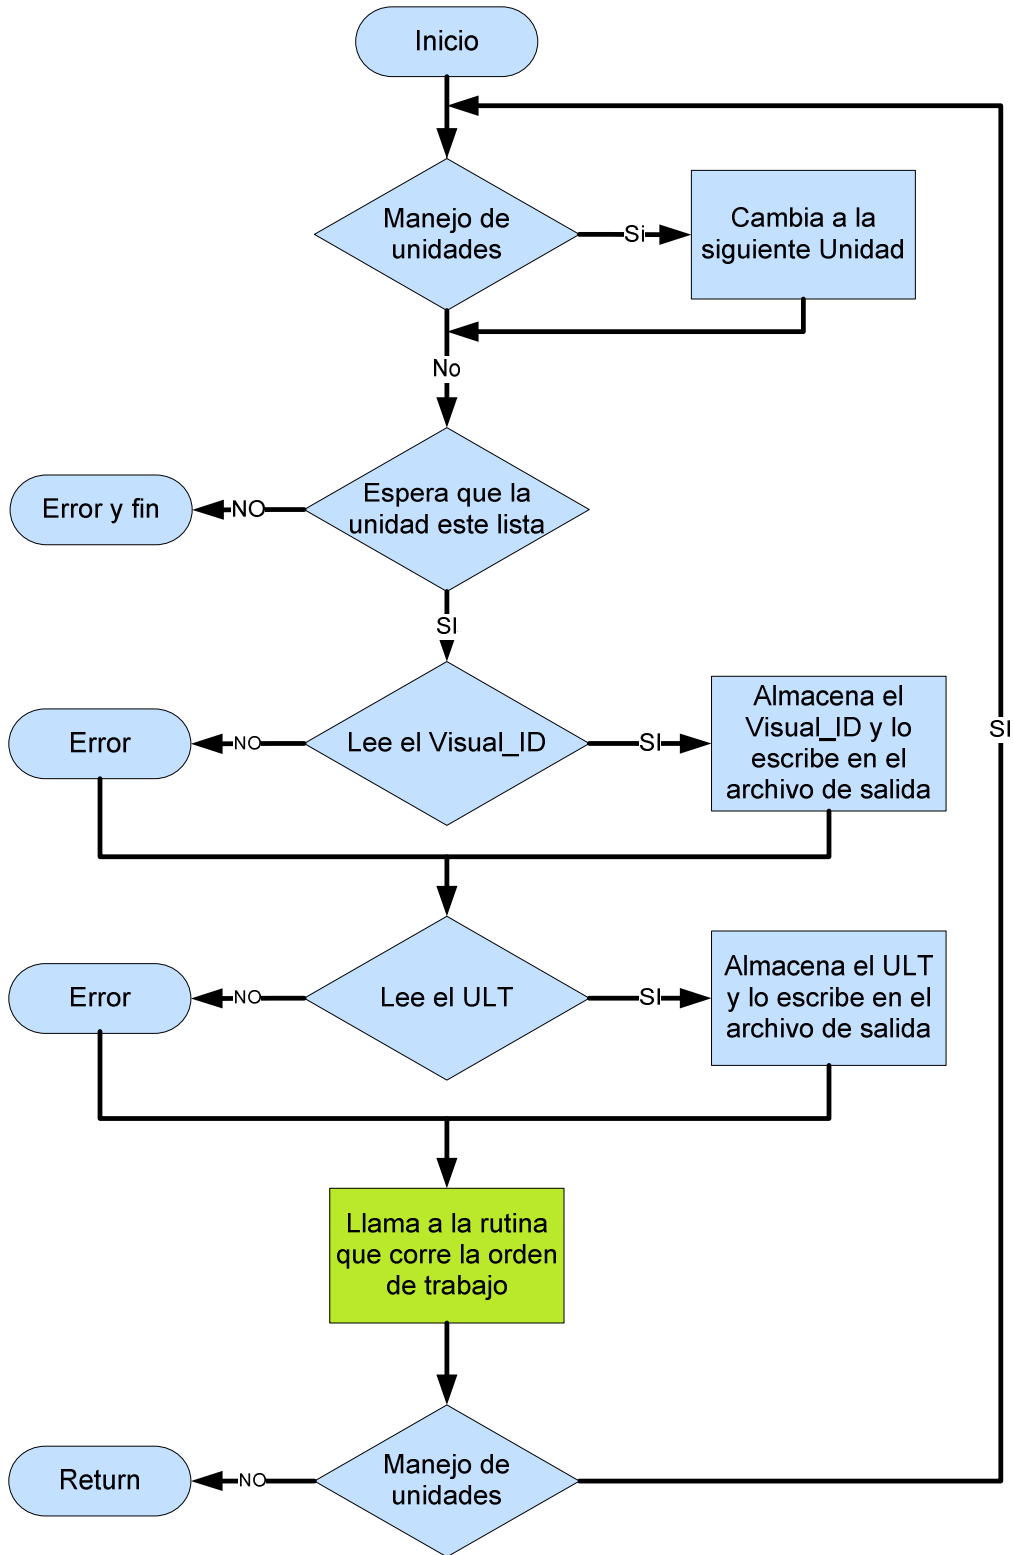 Inicio
Manejo de
unidades
Si
Cambia a la
siguiente Unidad
No
Espera que la
unidad este lista
NO
Error y fin
SI
Lee el Visual_ID
NO
Error
SI
Almacena el
Visual_ID y lo
escribe en el
archivo de salida
SI
Lee el ULT
NO
Error
SI
Almacena el ULT
y lo escribe en el
archivo de salida
Llama a la rutina
que corre la orden
de trabajo
Manejo de
unidades
NO
Return